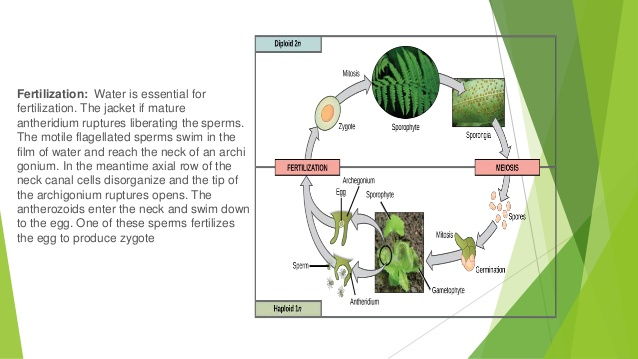 Fertilization: Water is essential for
fertilization. The jacket if mature
antheridium ruptures liberating the sperms.
The motile flagellated sperms swim in the
film of water and reach the neck of an archi
gonium. In the meantime axial row of the
neck canal cells disorganize and the tip of
the archigonium ruptures opens. The
antherozoids enter the neck and swim down
to the egg. One of these sperms fertilizes
the egg to produce zygote
Diploid 2n
Mitosis
Zygote
Sporophyte
Sporangia
FERTILIZATION
MEIOSIS
Archegonium
Egg
Sporophyte
Spores
Mitosis
Sperm
Germination
Gametophyte
Antheridium
Haploid 1n